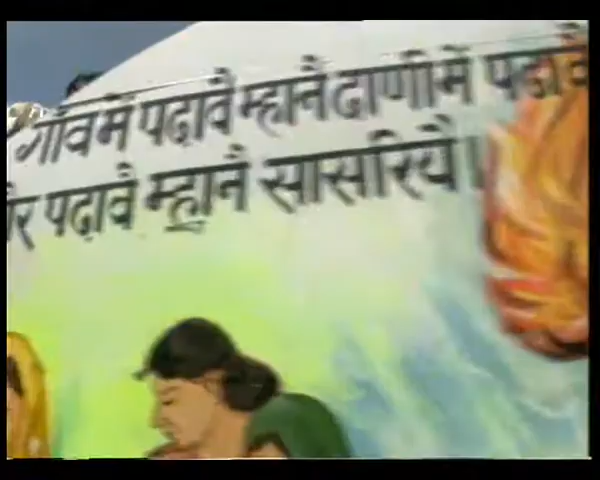 गाँव में पढावै म्हानै दाणी में पढावै
र पढ़ावै म्हानै सासरियै ।